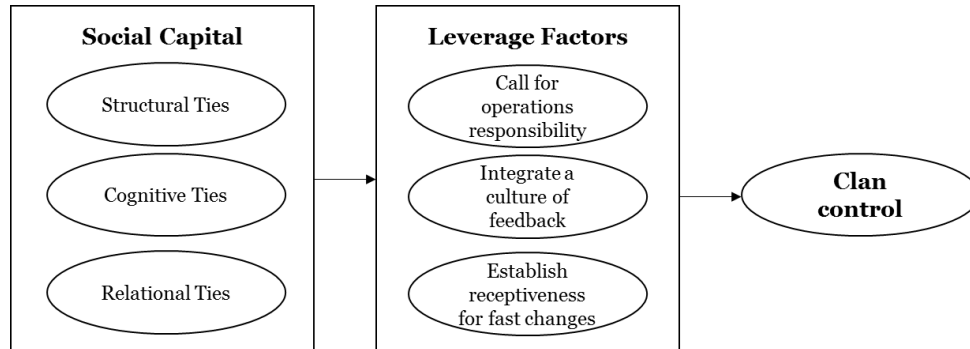 Social Capital
Structural Ties
Cognitive Ties
Relational Ties
Leverage Factors
Call for
operations
responsibility
Integrate a
culture of
feedback
Establish
receptiveness
for fast changes
Clan
control